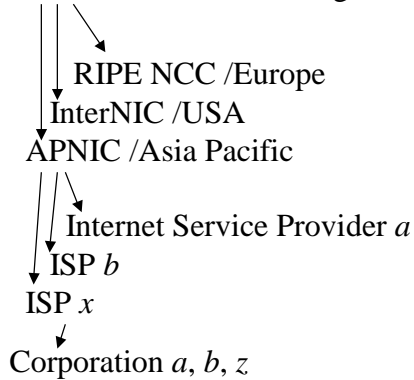 RIPE NCC /Europe
InterNIC /USA
APNIC /Asia Pacific
Internet Service Provider a
ISP b
ISP x
Corporation a, b, z